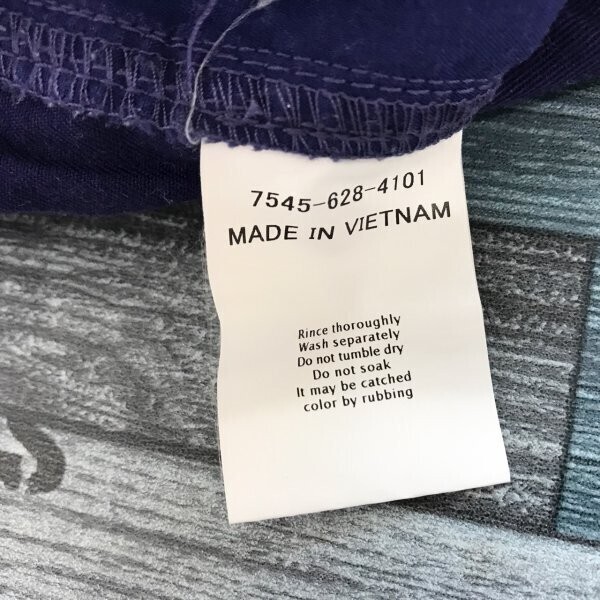 7545-628-4101
MADE IN VIETNAM
Rince thoroughly
Wash separately
Do not tumble dry
Do not soak
It may be catched
color by rubbing